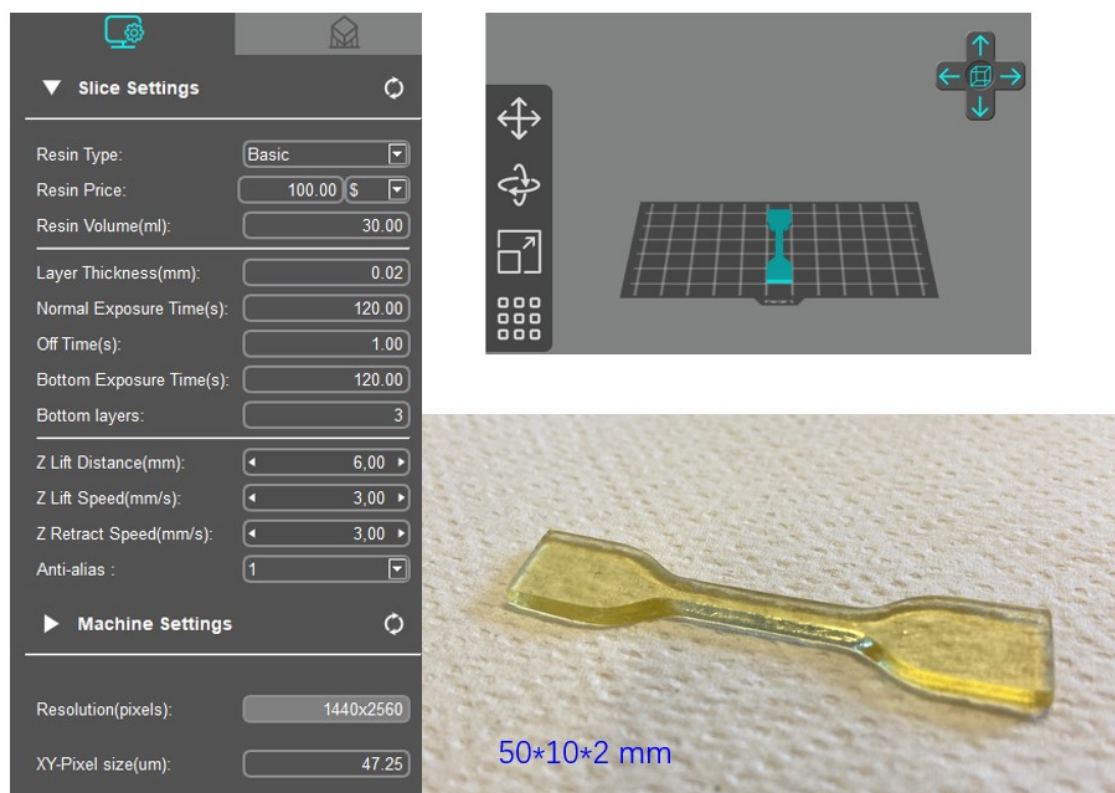 Slice Settings
Resin Type: Basic
Resin Price: 100.00 $
Resin Volume(ml): 30.00
Layer Thickness(mm): 0.02
Normal Exposure Time(s): 120.00
Off Time(s): 1.00
Bottom Exposure Time(s): 120.00
Bottom layers: 3
Z Lift Distance(mm): 6,00
Z Lift Speed(mm/s): 3,00
Z Retract Speed(mm/s): 3,00
Anti-alias : 1
Machine Settings
Resolution(pixels): 1440x2560
XY-Pixel size(um): 47.25
50*10*2 mm